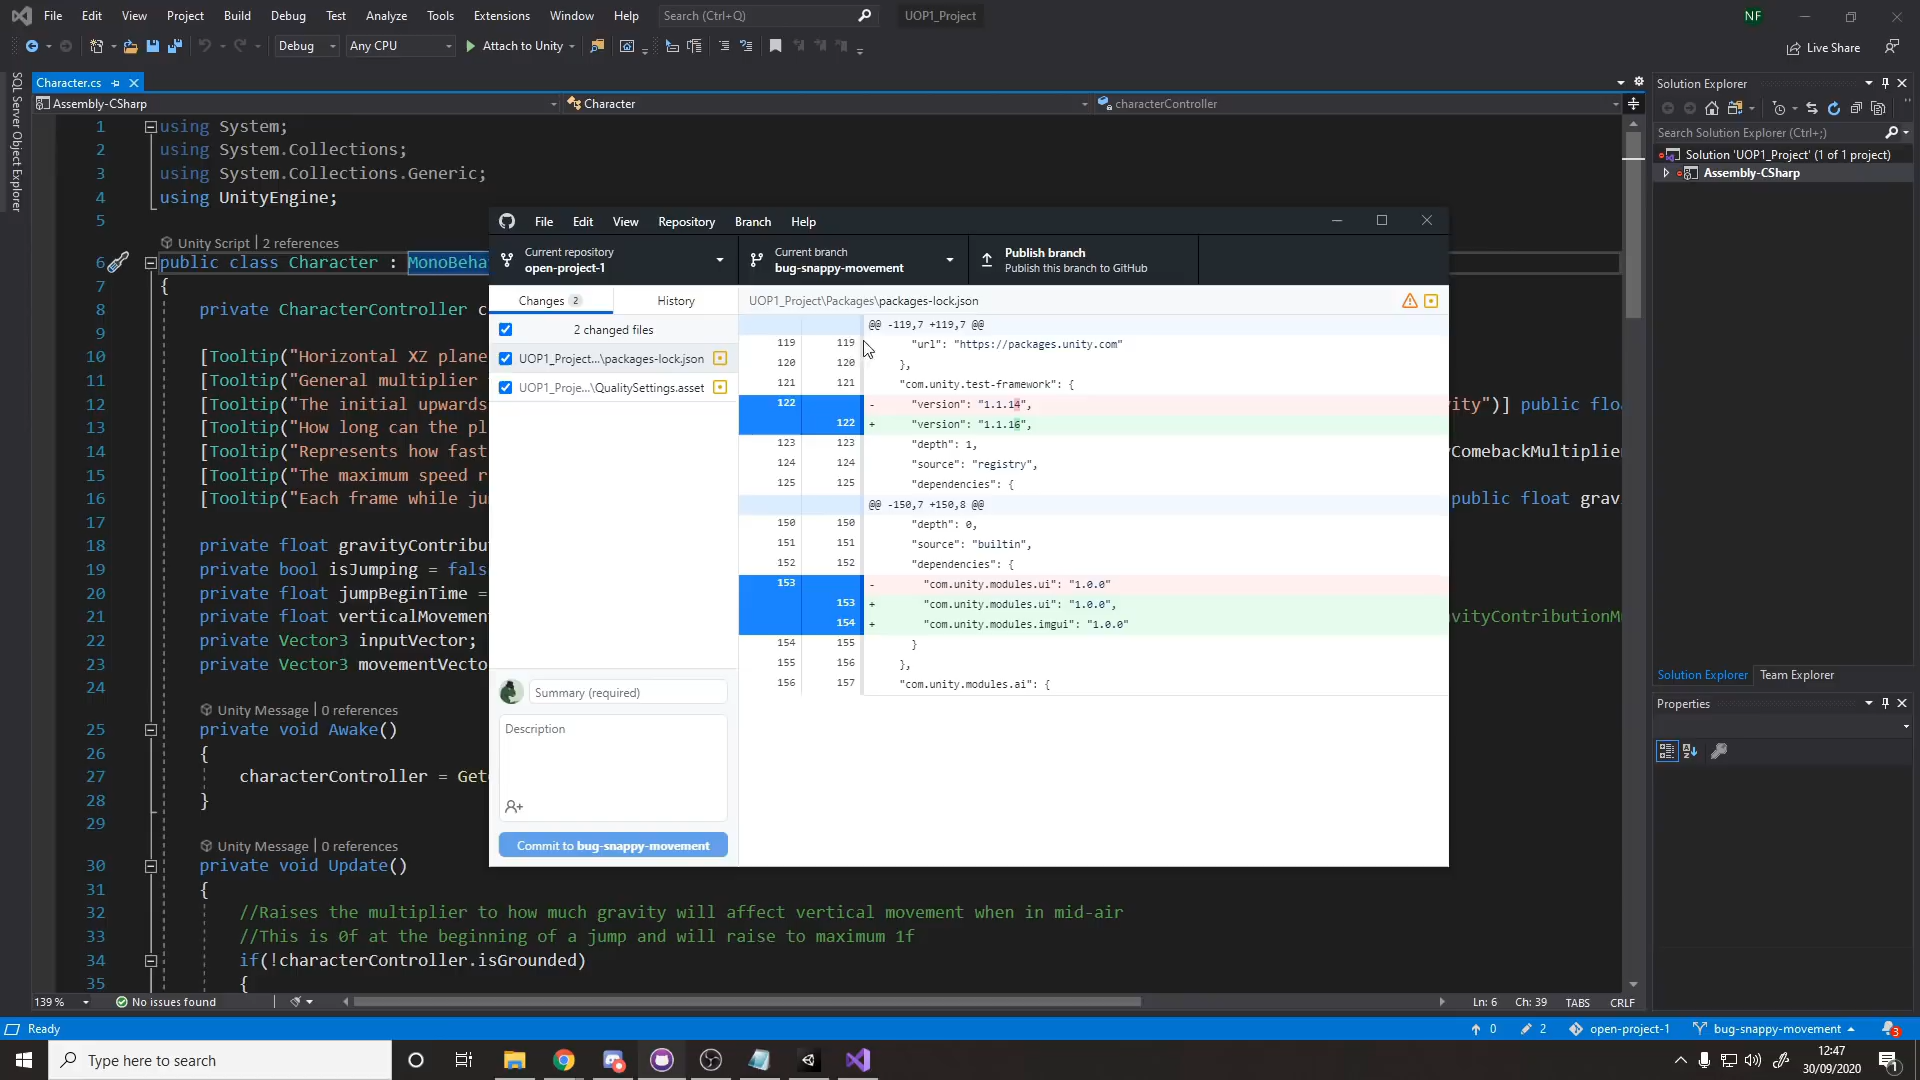 File Edit View Project Build Debug Test Analyze Tools Extensions Window Help Search (Ctrl+Q) UOP1_Project NF
Debug Any CPU Attach to Unity Live Share
SQL Server Object Explorer
Character.cs
Assembly-CSharp Character characterController
1 using System;
2 using System.Collections;
3 using System.Collections.Generic;
4 using UnityEngine;
5
Unity Script | 2 references
6 public class Character : MonoBeha
7 {
8 private CharacterController c
9
10 [Tooltip("Horizontal XZ plane
11 [Tooltip("General multiplier
12 [Tooltip("The initial upwards ity")] public flo
13 [Tooltip("How long can the pl
14 [Tooltip("Represents how fast yComebackMultiplie
15 [Tooltip("The maximum speed r
16 [Tooltip("Each frame while ju public float grav
17
18 private float gravityContribu
19 private bool isJumping = fals
20 private float jumpBeginTime =
21 private float verticalMovemen avityContributionM
22 private Vector3 inputVector;
23 private Vector3 movementVecto
24
Unity Message | 0 references
25 private void Awake()
26 {
27 characterController = Get
28 }
29
Unity Message | 0 references
30 private void Update()
31 {
32 //Raises the multiplier to how much gravity will affect vertical movement when in mid-air
33 //This is 0f at the beginning of a jump and will raise to maximum 1f
34 if(!characterController.isGrounded)
35 {
File Edit View Repository Branch Help
Current repository
open-project-1
Current branch
bug-snappy-movement
Publish branch
Publish this branch to GitHub
Changes 2 History
2 changed files
UOP1_Project...\packages-lock.json
UOP1_Proje...\QualitySettings.asset
UOP1_Project\Packages\packages-lock.json
@@ -119,7 +119,7 @@
119 119 "url": "https://packages.unity.com"
120 120 },
121 121 "com.unity.test-framework": {
122 - "version": "1.1.14",
122 + "version": "1.1.16",
123 123 "depth": 1,
124 124 "source": "registry",
125 125 "dependencies": {
@@ -150,7 +150,8 @@
150 150 "depth": 0,
151 151 "source": "builtin",
152 152 "dependencies": {
153 - "com.unity.modules.ui": "1.0.0"
153 + "com.unity.modules.ui": "1.0.0",
154 + "com.unity.modules.imgui": "1.0.0"
154 155 }
155 156 },
156 157 "com.unity.modules.ai": {
Summary (required)
Description
Commit to bug-snappy-movement
Solution Explorer
Search Solution Explorer (Ctrl+;)
Solution 'UOP1_Project' (1 of 1 project)
Assembly-CSharp
Solution Explorer Team Explorer
Properties
139 % No issues found Ln: 6 Ch: 39 TABS CRLF
Ready 0 2 open-project-1 bug-snappy-movement 3
Type here to search 12:47
30/09/2020 1